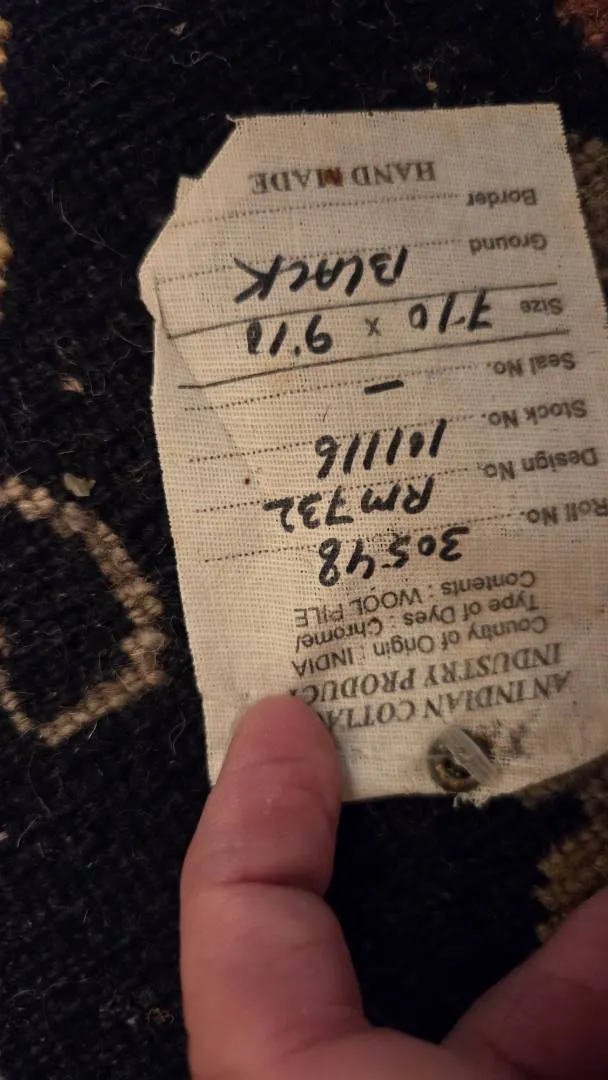 AN INDIAN COTTA
INDUSTRY PRODUC
Country of Origin : INDIA
Type of Dyes : Chrome/
Contents : WOOL PILE
Roll No. 30548
Design No. RM732
Stock No. 101116
Seal No. —
Size 7'10 x 9'10
Ground BLACK
Border
HAND MADE